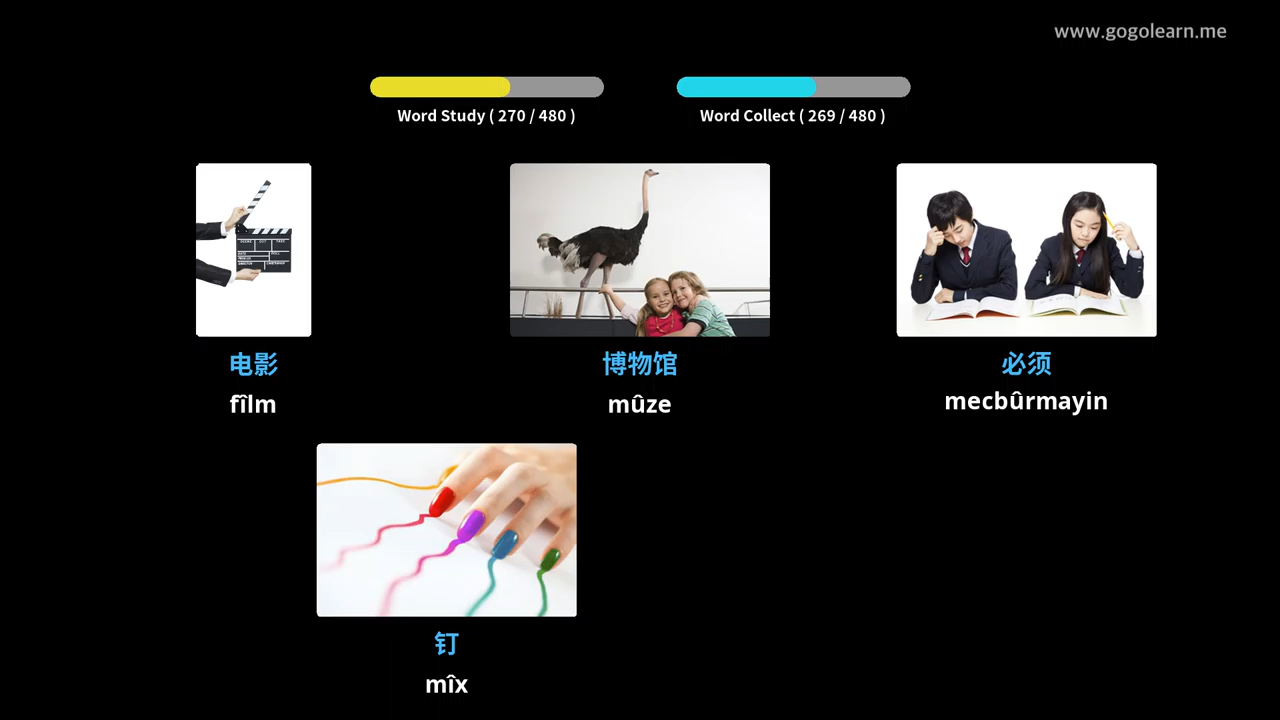 www.gogolearn.me
Word Study ( 270 / 480 )
Word Collect ( 269 / 480 )
电影
fîlm
博物馆
mûze
必须
mecbûrmayin
钉
mîx